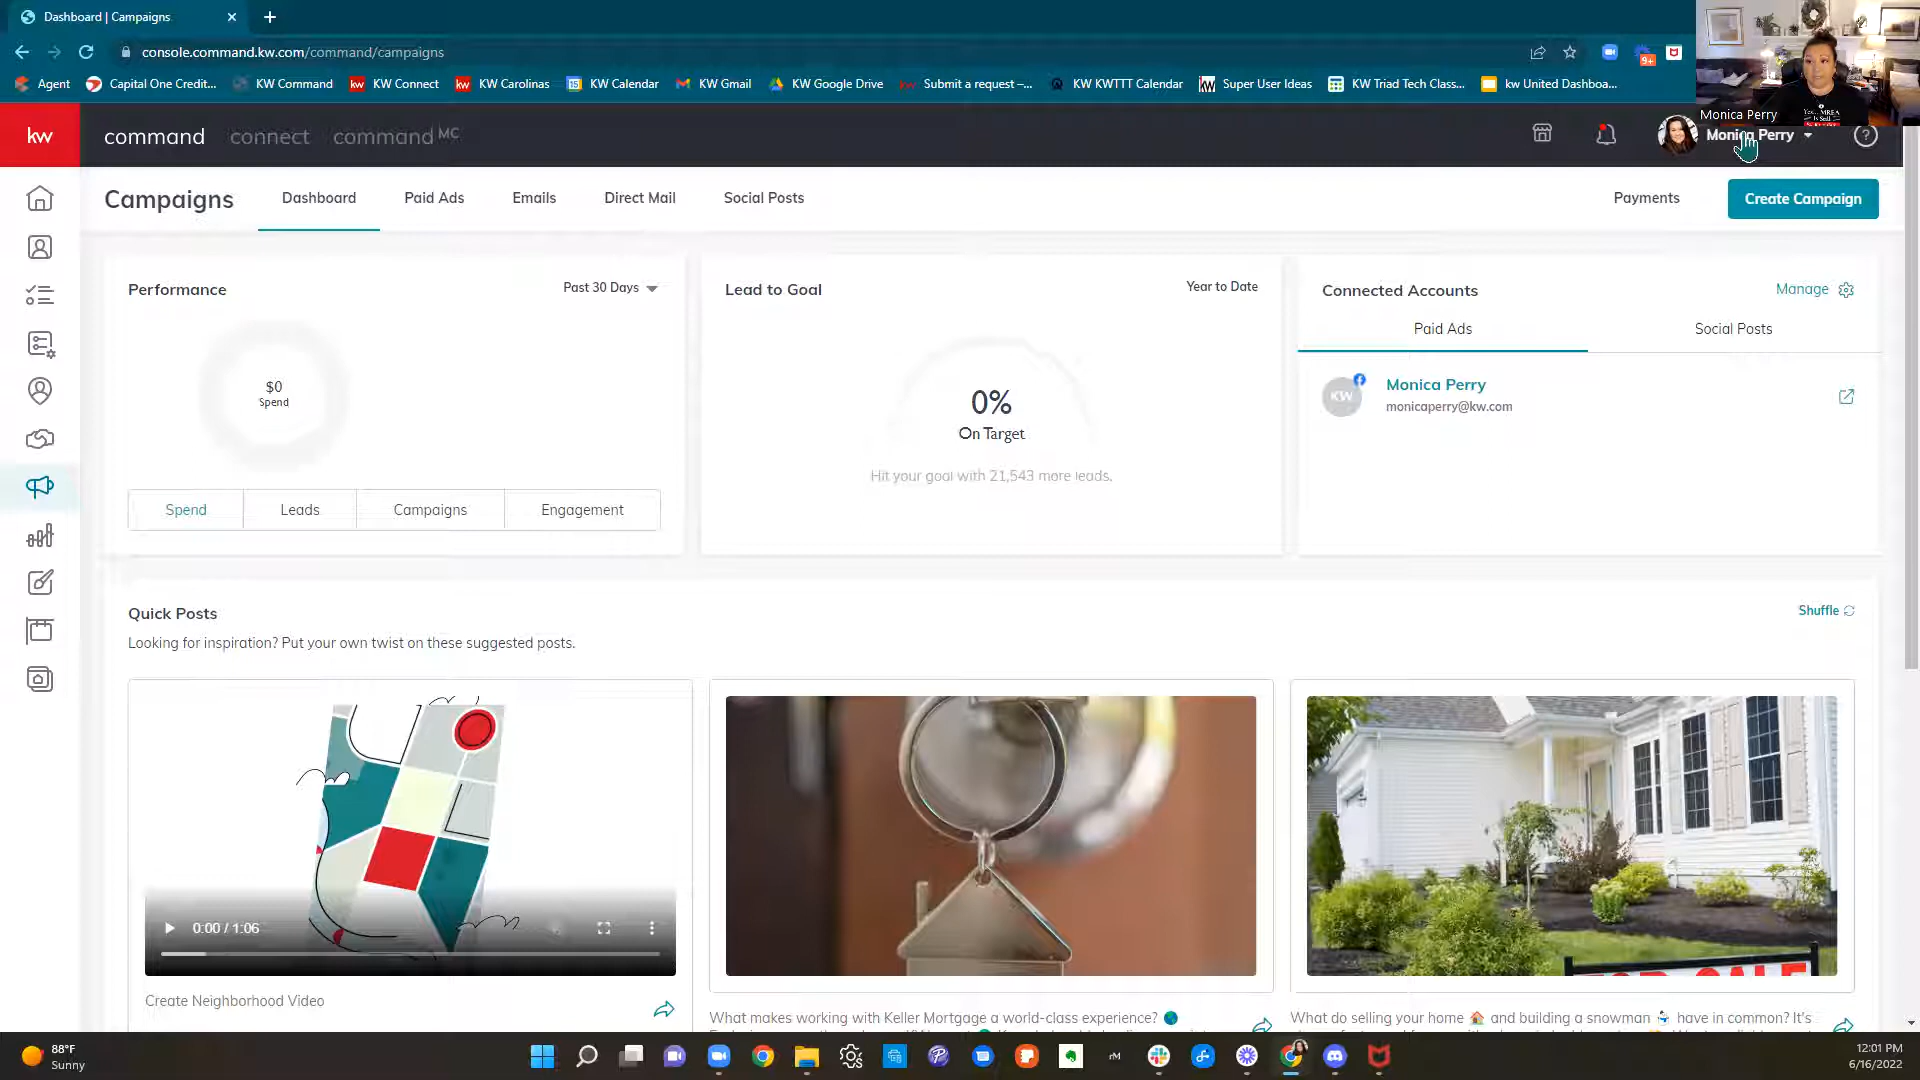 Dashboard | Campaigns
console.command.kw.com/command/campaigns
9+
Agent
Capital One Credit...
KW Command
kw
KW Connect
kw
KW Carolinas
KW Calendar
KW Gmail
KW Google Drive
kw
Submit a request –...
KW KWTTT Calendar
Super User Ideas
KW Triad Tech Class...
kw United Dashboa...
Monica Perry
kw
command
connect
command MC
Monica Perry
?
Campaigns
Dashboard
Paid Ads
Emails
Direct Mail
Social Posts
Payments
Create Campaign
Performance
Past 30 Days
$0
Spend
Spend
Leads
Campaigns
Engagement
Lead to Goal
Year to Date
0%
On Target
Hit your goal with 21,543 more leads.
Connected Accounts
Manage
Paid Ads
Social Posts
KW
Monica Perry
monicaperry@kw.com
Quick Posts
Shuffle
Looking for inspiration? Put your own twist on these suggested posts.
0:00 / 1:06
Create Neighborhood Video
What makes working with Keller Mortgage a world-class experience?
What do selling your home 🏠 and building a snowman ⛄ have in common? It's
88°F
Sunny
rM
12:01 PM
6/16/2022